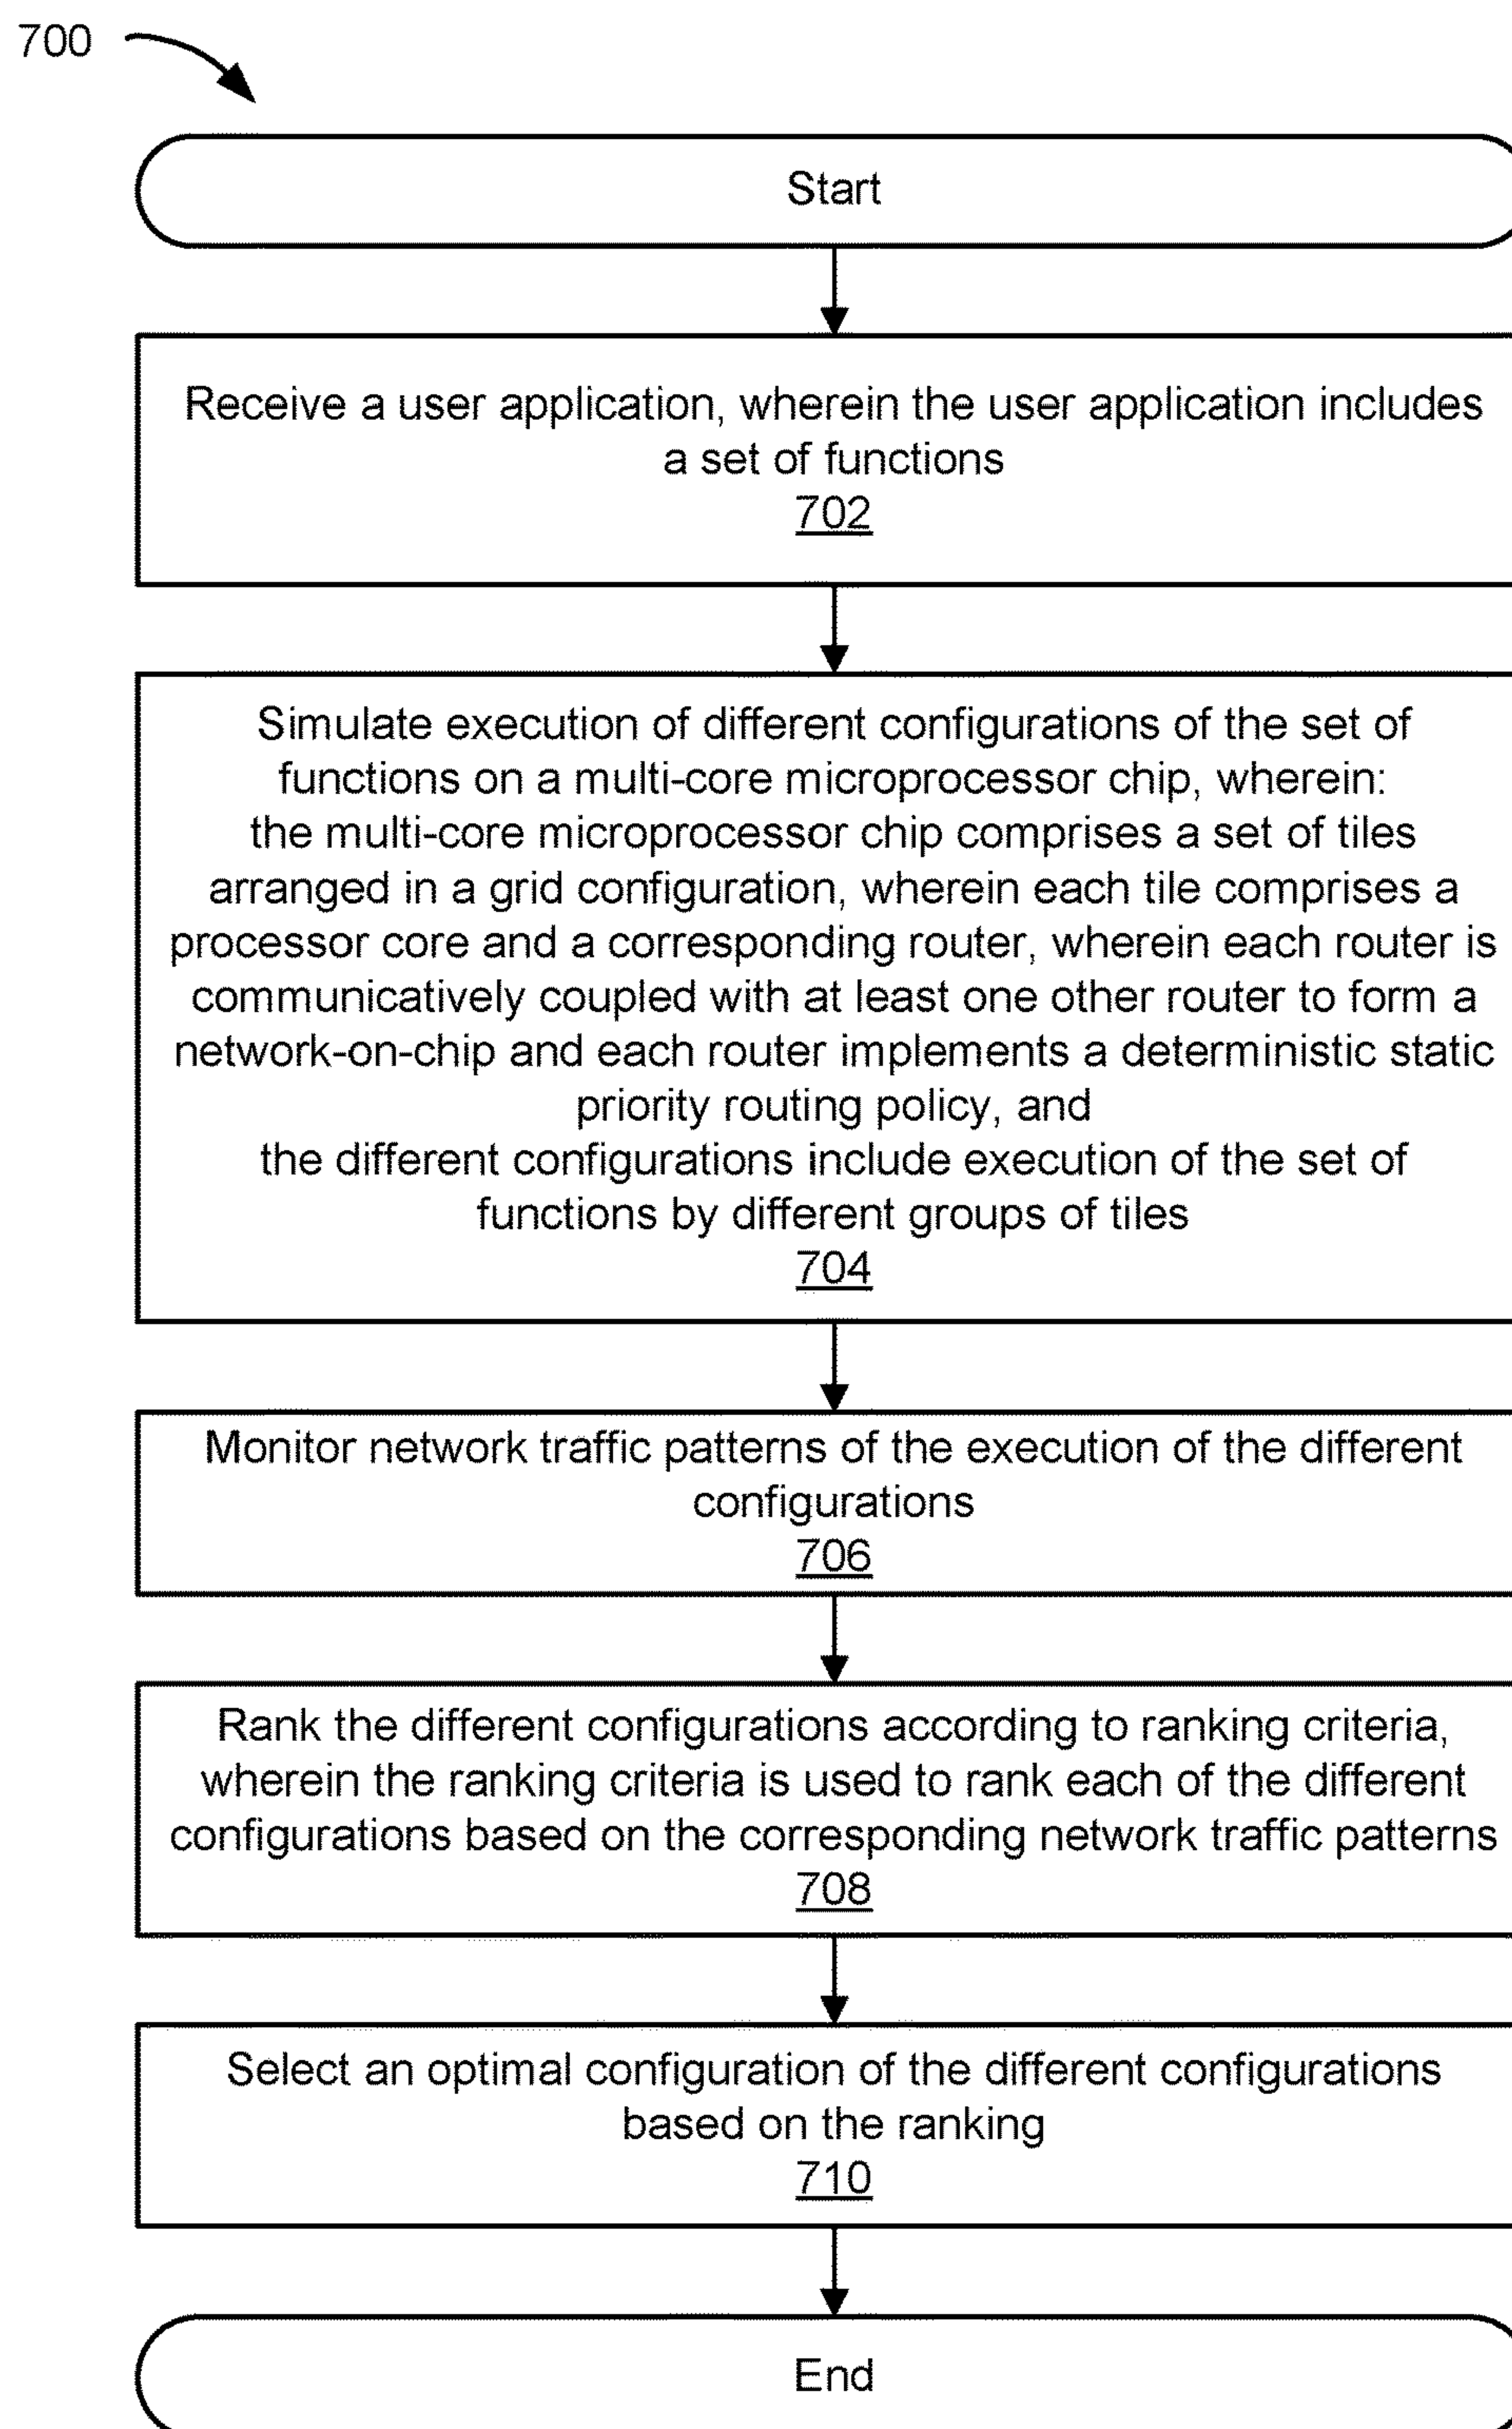 700
Start
Receive a user application, wherein the user application includes
a set of functions
702
Simulate execution of different configurations of the set of
functions on a multi-core microprocessor chip, wherein:
the multi-core microprocessor chip comprises a set of tiles
arranged in a grid configuration, wherein each tile comprises a
processor core and a corresponding router, wherein each router is
communicatively coupled with at least one other router to form a
network-on-chip and each router implements a deterministic static
priority routing policy, and
the different configurations include execution of the set of
functions by different groups of tiles
704
Monitor network traffic patterns of the execution of the different
configurations
706
Rank the different configurations according to ranking criteria,
wherein the ranking criteria is used to rank each of the different
configurations based on the corresponding network traffic patterns
708
Select an optimal configuration of the different configurations
based on the ranking
710
End